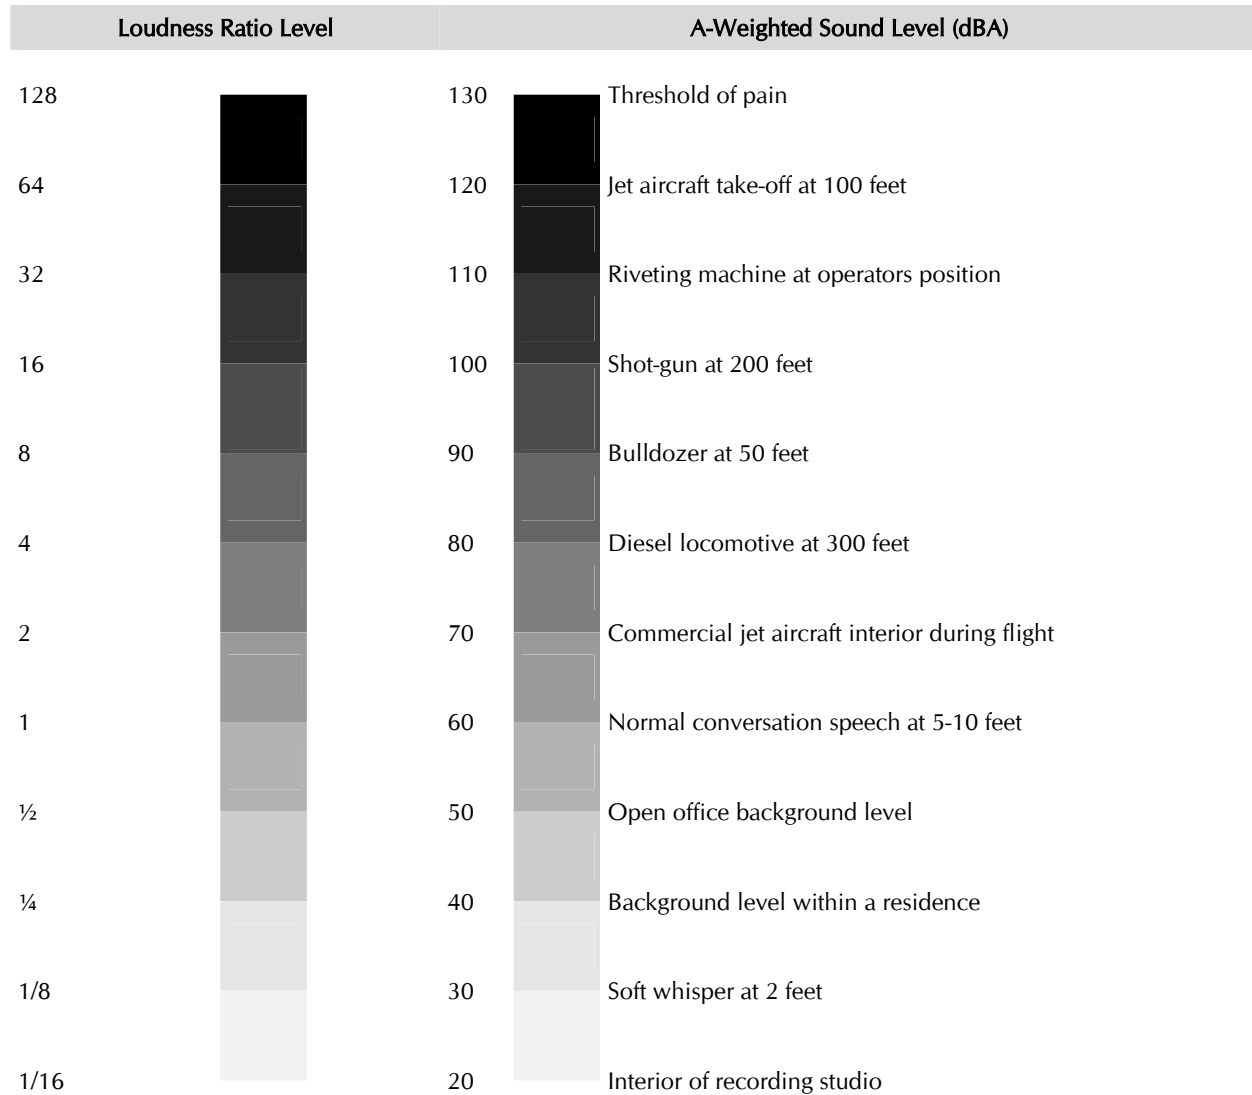 Loudness Ratio Level A-Weighted Sound Level (dBA)
128 130 Threshold of pain
64 120 Jet aircraft take-off at 100 feet
32 110 Riveting machine at operators position
16 100 Shot-gun at 200 feet
8 90 Bulldozer at 50 feet
4 80 Diesel locomotive at 300 feet
2 70 Commercial jet aircraft interior during flight
1 60 Normal conversation speech at 5-10 feet
½ 50 Open office background level
¼ 40 Background level within a residence
1/8 30 Soft whisper at 2 feet
1/16 20 Interior of recording studio